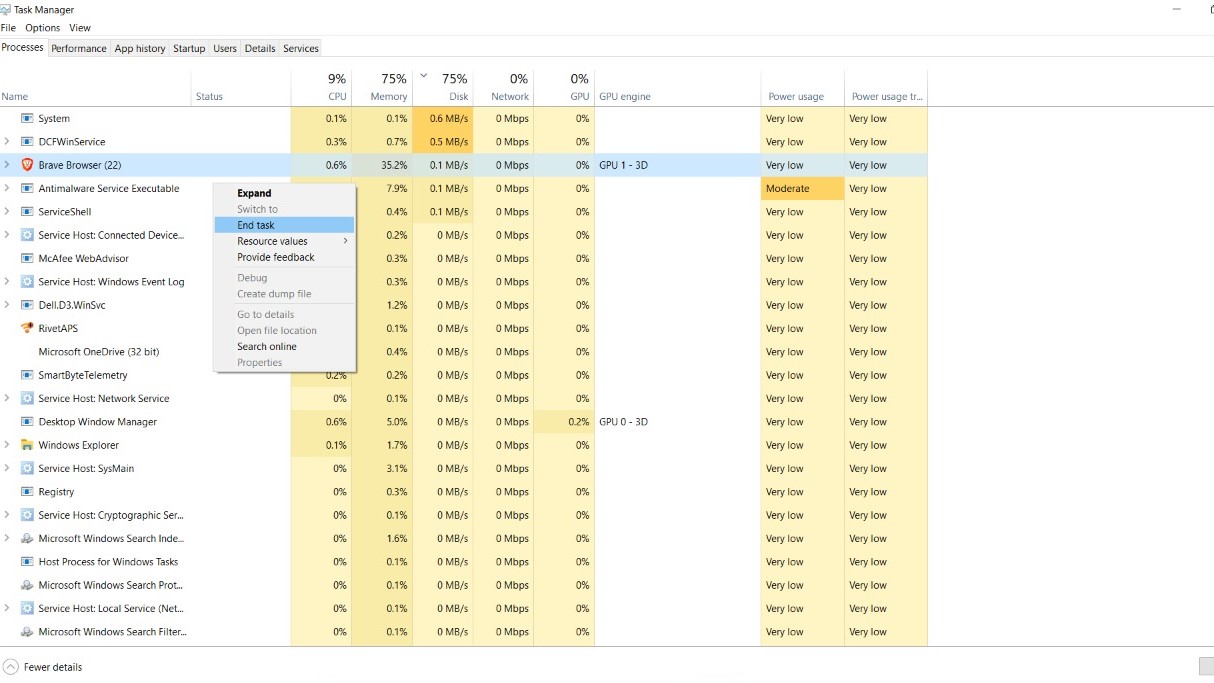 Task Manager
File Options View
Processes Performance App history Startup Users Details Services
9% 75% 75% 0% 0%
Name Status CPU Memory Disk Network GPU GPU engine Power usage Power usage tr...
System 0.1% 0.1% 0.6 MB/s 0 Mbps 0% Very low Very low
DCFWinService 0.3% 0.7% 0.5 MB/s 0 Mbps 0% Very low Very low
Brave Browser (22) 0.6% 35.2% 0.1 MB/s 0 Mbps 0% GPU 1 - 3D Very low Very low
Antimalware Service Executable 7.9% 0.1 MB/s 0 Mbps 0% Moderate Very low
ServiceShell 0.4% 0.1 MB/s 0 Mbps 0% Very low Very low
Service Host: Connected Device... 0.2% 0 MB/s 0 Mbps 0% Very low Very low
McAfee WebAdvisor 0.3% 0 MB/s 0 Mbps 0% Very low Very low
Service Host: Windows Event Log 0.3% 0 MB/s 0 Mbps 0% Very low Very low
Dell.D3.WinSvc 1.2% 0 MB/s 0 Mbps 0% Very low Very low
RivetAPS 0.1% 0 MB/s 0 Mbps 0% Very low Very low
Microsoft OneDrive (32 bit) 0.4% 0 MB/s 0 Mbps 0% Very low Very low
SmartByteTelemetry 0.2% 0.2% 0 MB/s 0 Mbps 0% Very low Very low
Service Host: Network Service 0% 0.1% 0 MB/s 0 Mbps 0% Very low Very low
Desktop Window Manager 0.6% 5.0% 0 MB/s 0 Mbps 0.2% GPU 0 - 3D Very low Very low
Windows Explorer 0.1% 1.7% 0 MB/s 0 Mbps 0% Very low Very low
Service Host: SysMain 0% 3.1% 0 MB/s 0 Mbps 0% Very low Very low
Registry 0% 0.3% 0 MB/s 0 Mbps 0% Very low Very low
Service Host: Cryptographic Ser... 0% 0.1% 0 MB/s 0 Mbps 0% Very low Very low
Microsoft Windows Search Inde... 0% 1.6% 0 MB/s 0 Mbps 0% Very low Very low
Host Process for Windows Tasks 0% 0.1% 0 MB/s 0 Mbps 0% Very low Very low
Microsoft Windows Search Prot... 0% 0.1% 0 MB/s 0 Mbps 0% Very low Very low
Service Host: Local Service (Net... 0% 0.1% 0 MB/s 0 Mbps 0% Very low Very low
Microsoft Windows Search Filter... 0% 0.1% 0 MB/s 0 Mbps 0% Very low Very low
Expand
Switch to
End task
Resource values
Provide feedback
Debug
Create dump file
Go to details
Open file location
Search online
Properties
Fewer details